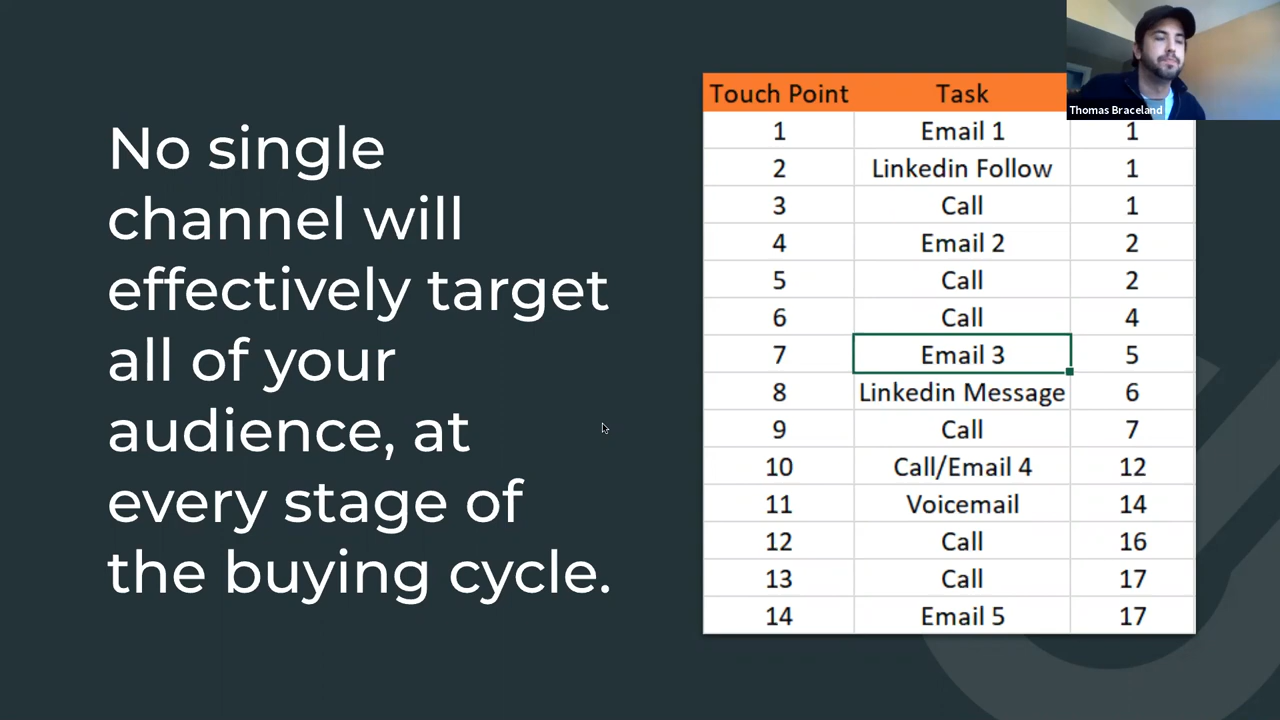 No single
channel will
effectively target
all of your
audience, at
every stage of
the buying cycle.
Touch Point Task
1 Email 1 1
2 Linkedin Follow 1
3 Call 1
4 Email 2 2
5 Call 2
6 Call 4
7 Email 3 5
8 Linkedin Message 6
9 Call 7
10 Call/Email 4 12
11 Voicemail 14
12 Call 16
13 Call 17
14 Email 5 17
Thomas Braceland